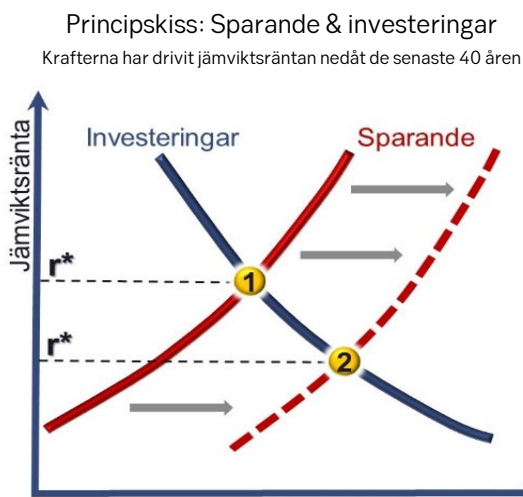 Principskiss: Sparande & investeringar
Krafterna har drivit jämviktsräntan nedåt de senaste 40 åren
Jämviktsränta
Investeringar
Sparande
r*
1
r*
2